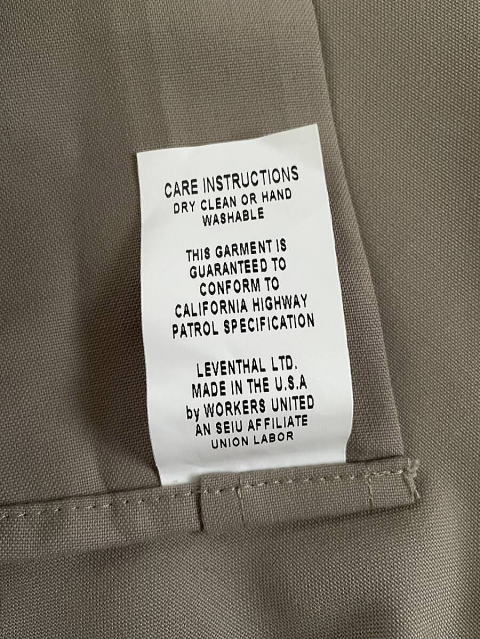 CARE INSTRUCTIONS
DRY CLEAN OR HAND
WASHABLE
THIS GARMENT IS
GUARANTEED TO
CONFORM TO
CALIFORNIA HIGHWAY
PATROL SPECIFICATION
LEVENTHAL LTD.
MADE IN THE U.S.A
by WORKERS UNITED
AN SEIU AFFILIATE
UNION LABOR